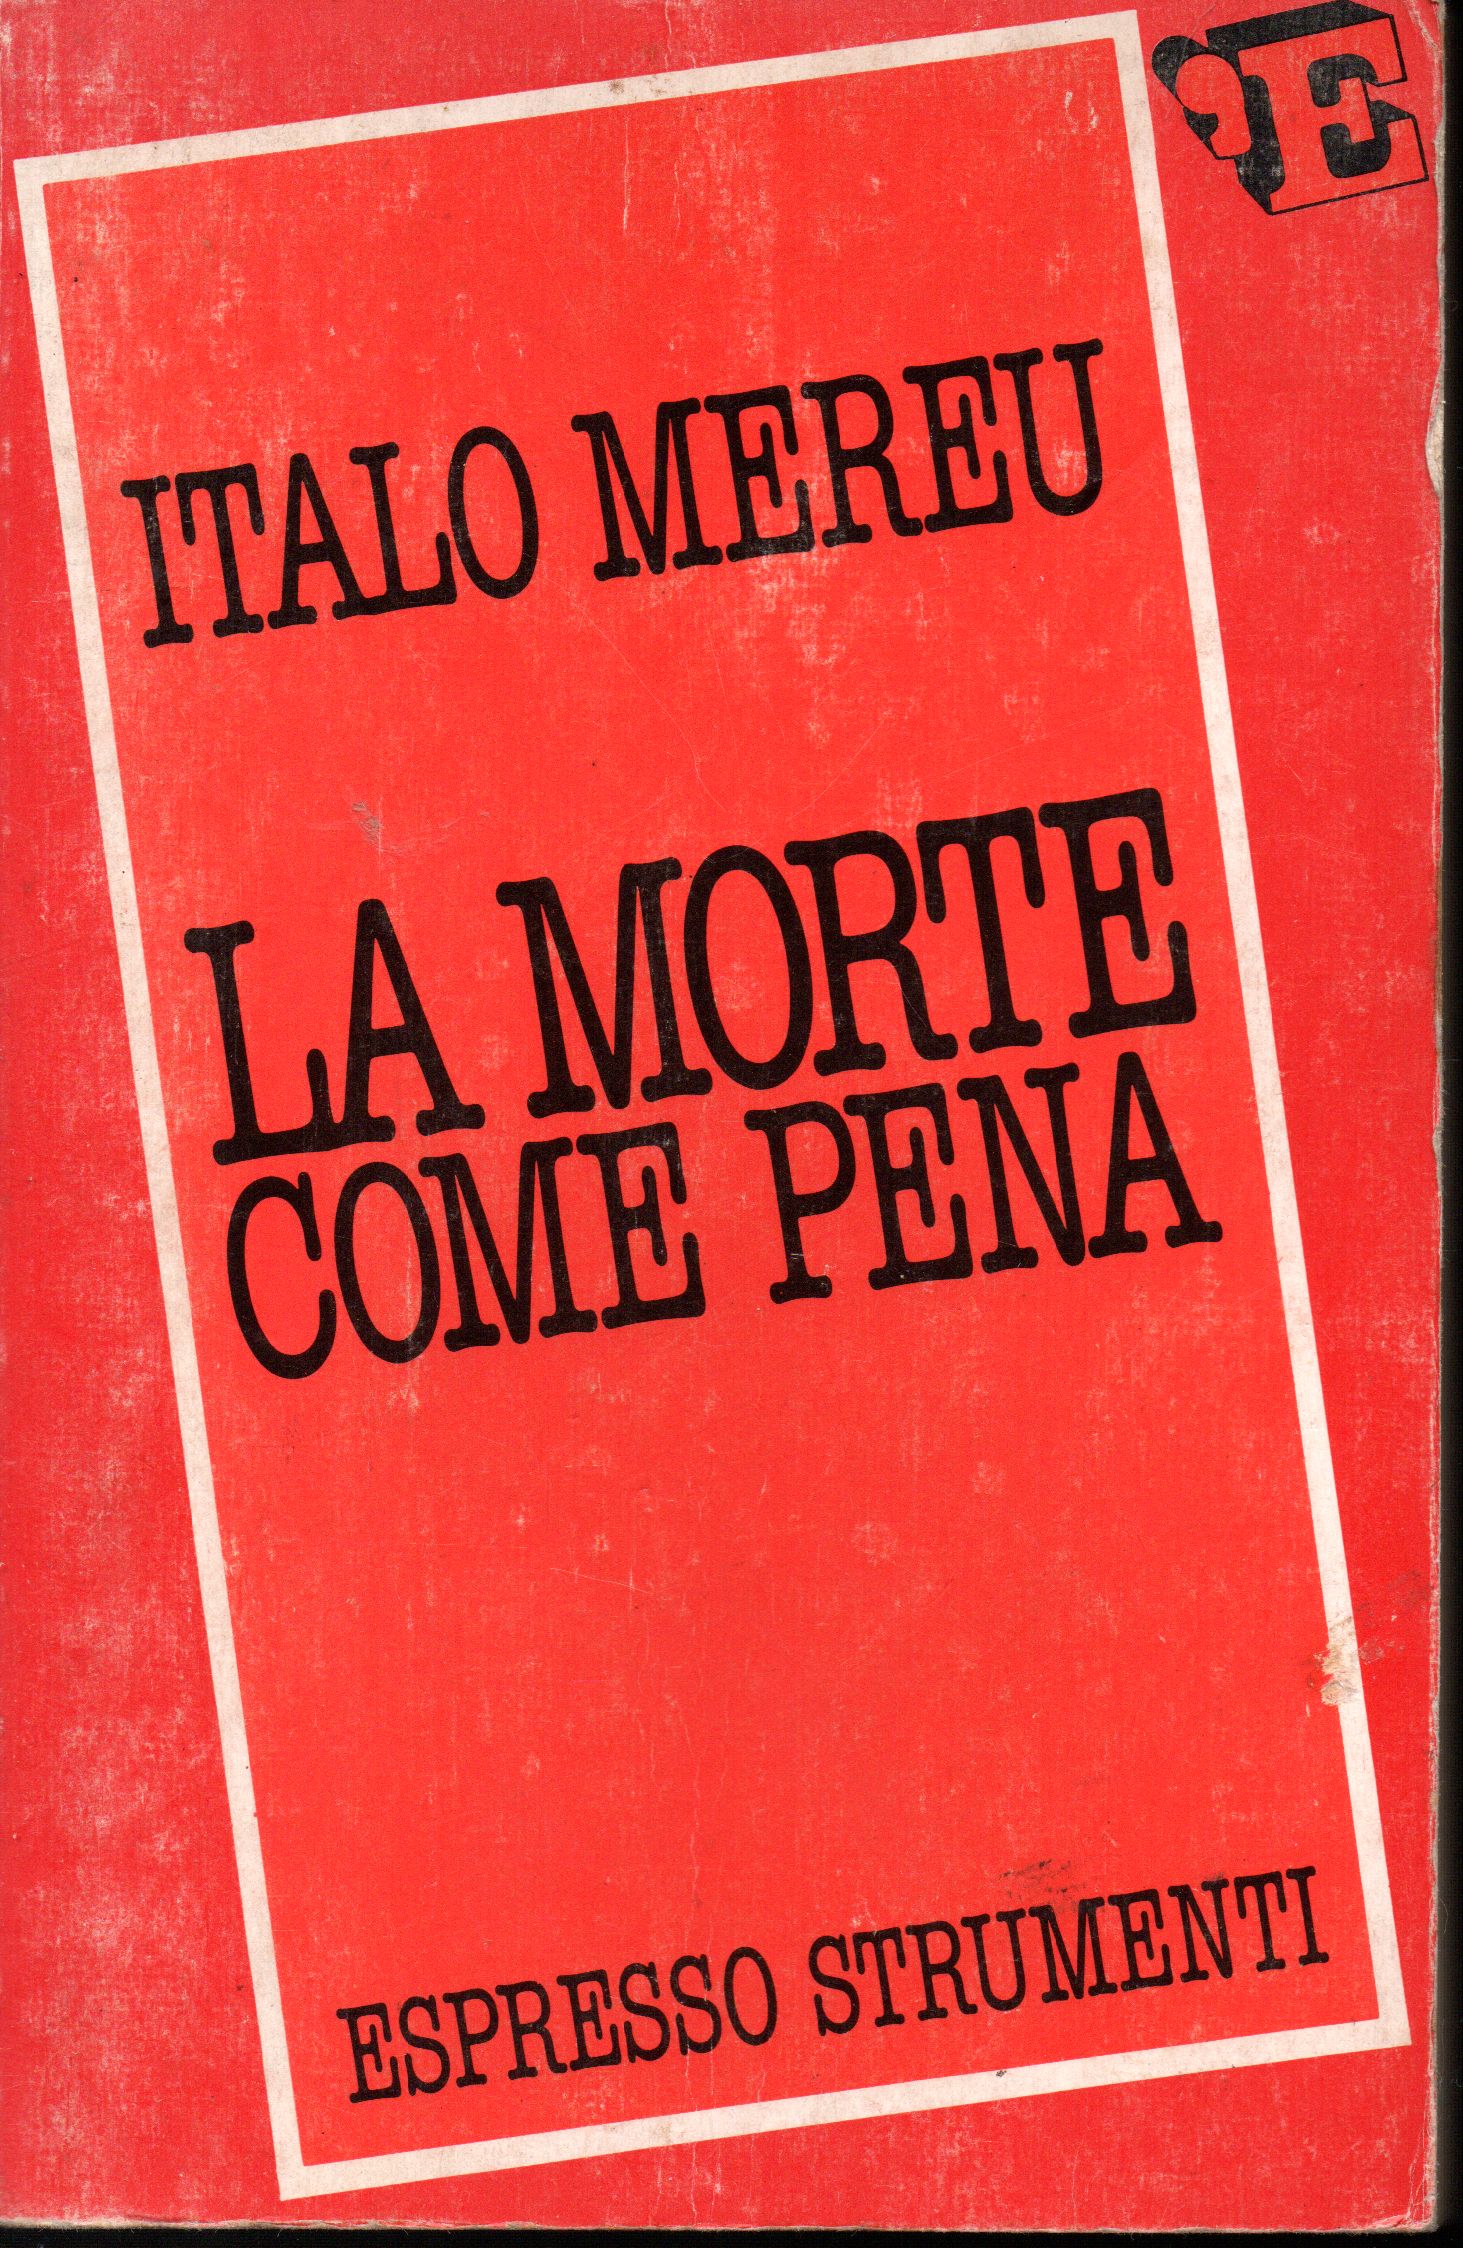 'E
ITALO MEREU
LA MORTE
COME PENA
ESPRESSO STRUMENTI